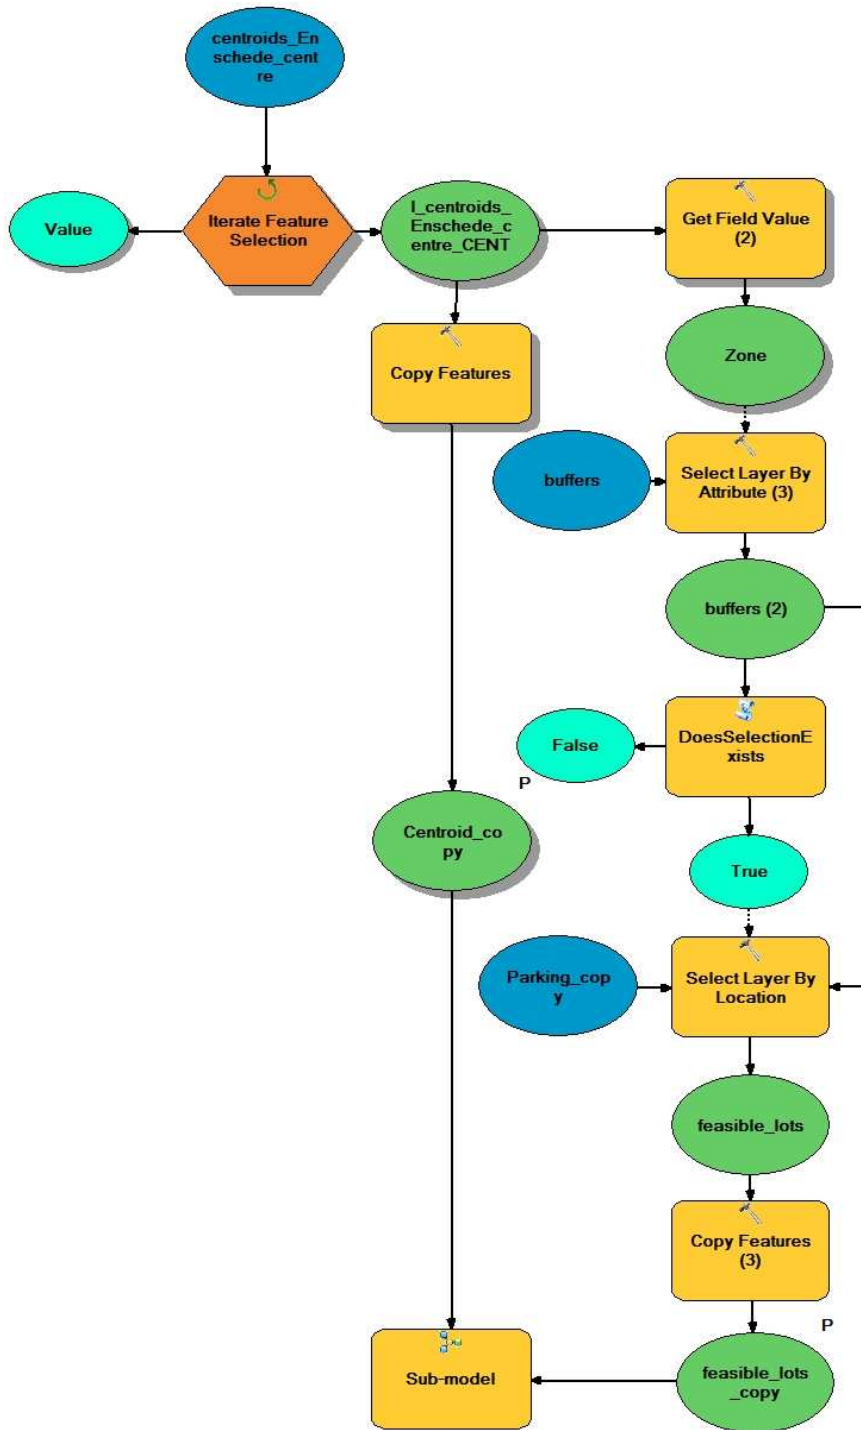 centroids_En
schede_cent
re
Value
Iterate Feature
Selection
I_centroids_
Enschede_c
entre_CENT
Get Field Value
(2)
Copy Features
Zone
buffers
Select Layer By
Attribute (3)
buffers (2)
False
DoesSelectionE
xists
P
Centroid_co
py
True
Parking_cop
y
Select Layer By
Location
feasible_lots
Copy Features
(3)
P
Sub-model
feasible_lots
_copy